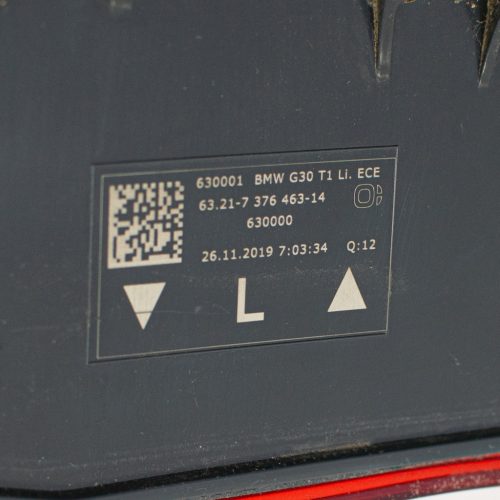 630001 BMW G30 T1 Li. ECE
63.21-7 376 463-14
630000
26.11.2019 7:03:34 Q:12
L